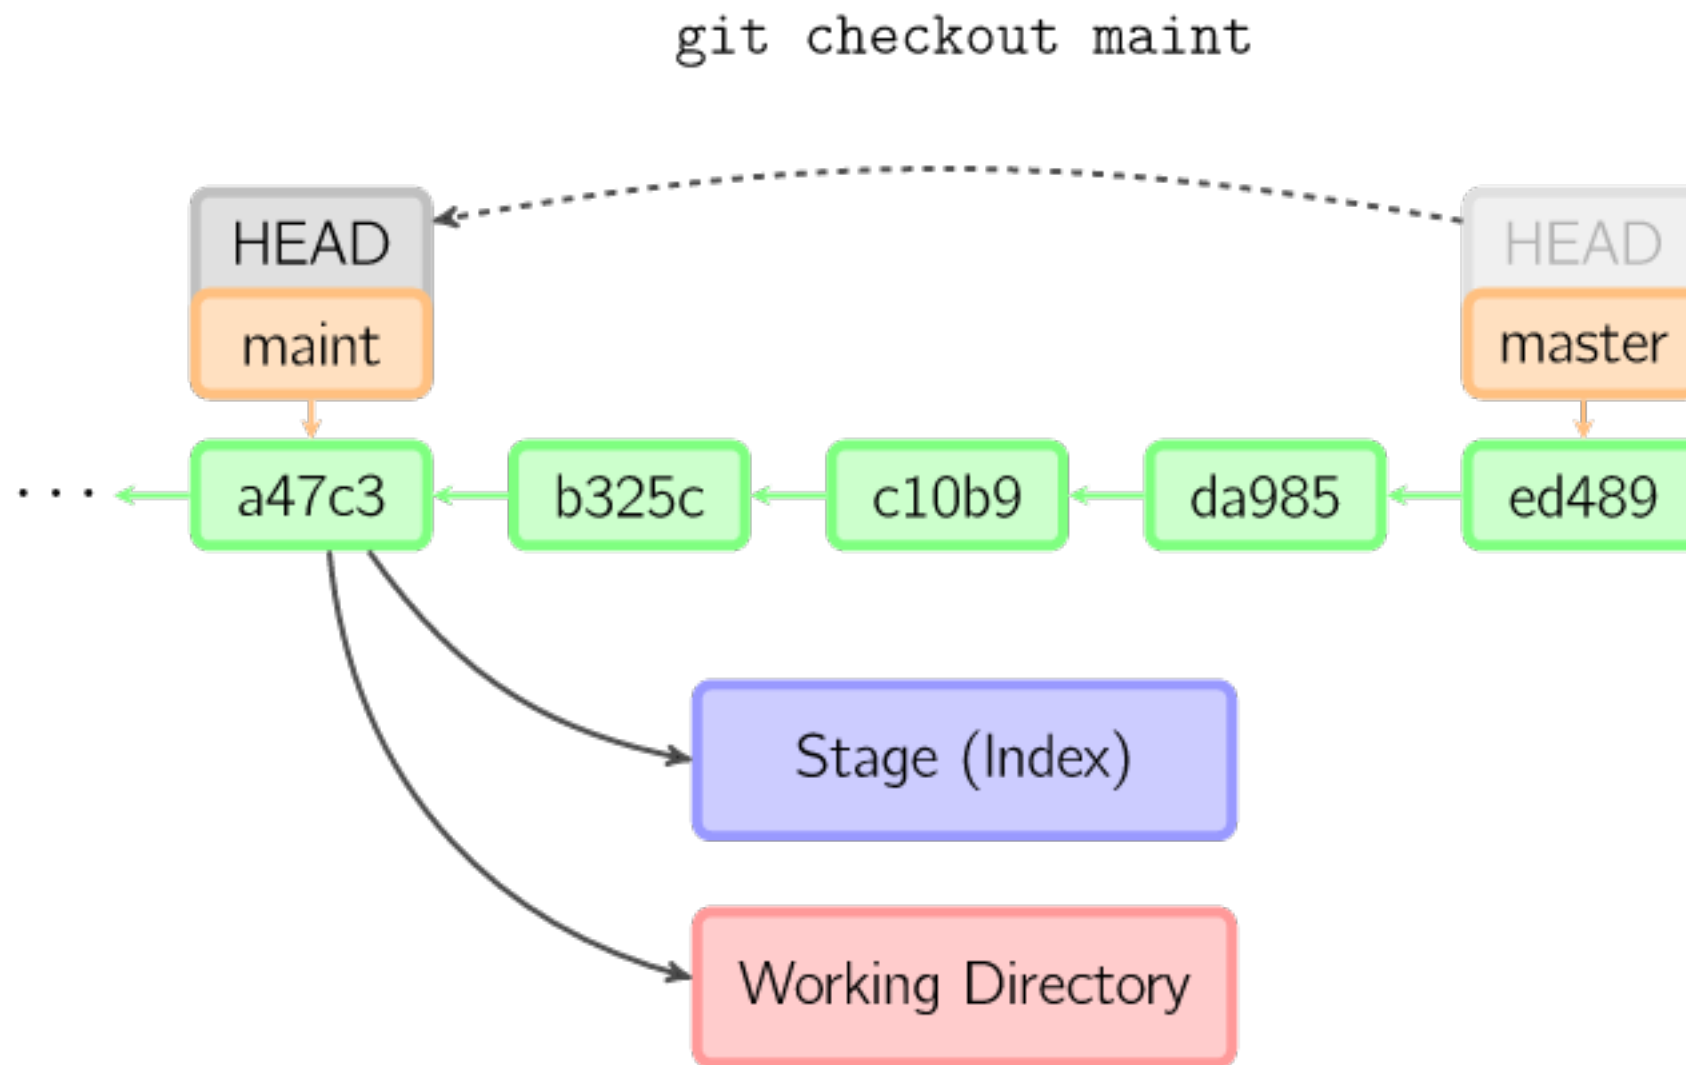 git checkout maint
HEAD
HEAD
maint
master
...
a47c3
b325c
c10b9
da985
ed489
Stage (Index)
Working Directory